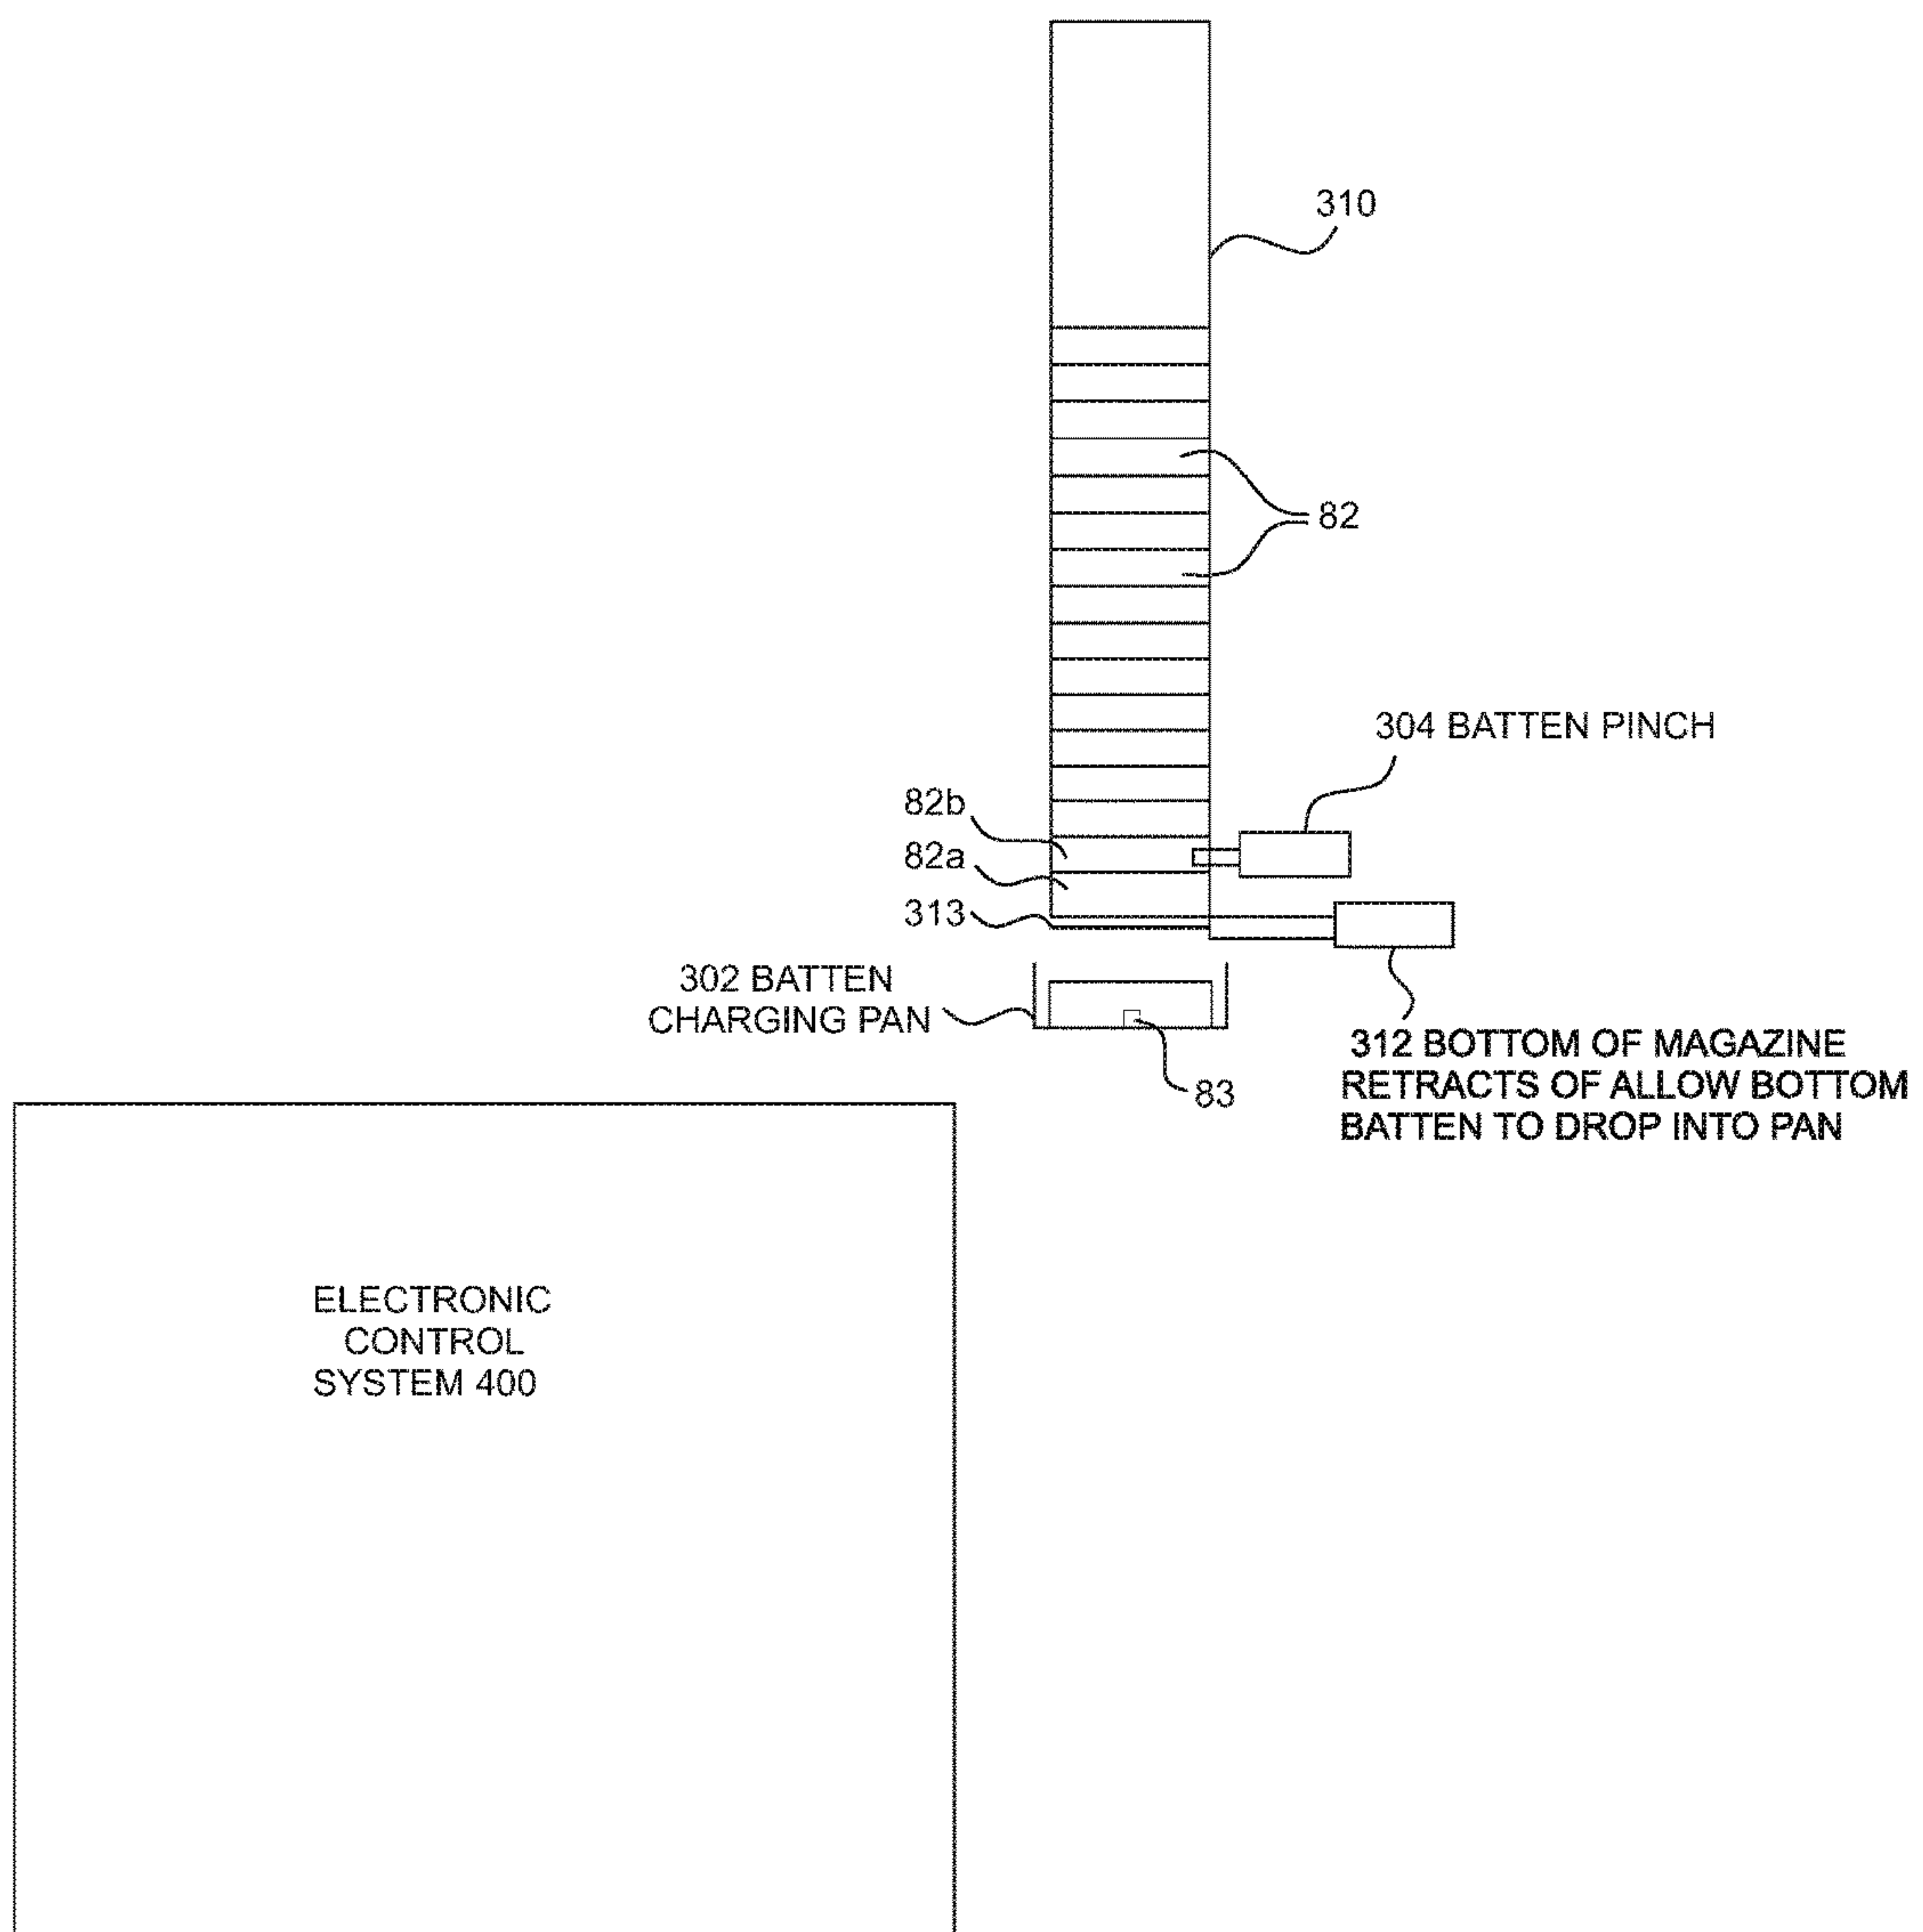 310
82
304 BATTEN PINCH
82b
82a
313
302 BATTEN
CHARGING PAN
312 BOTTOM OF MAGAZINE
RETRACTS OF ALLOW BOTTOM
BATTEN TO DROP INTO PAN
83
ELECTRONIC
CONTROL
SYSTEM 400